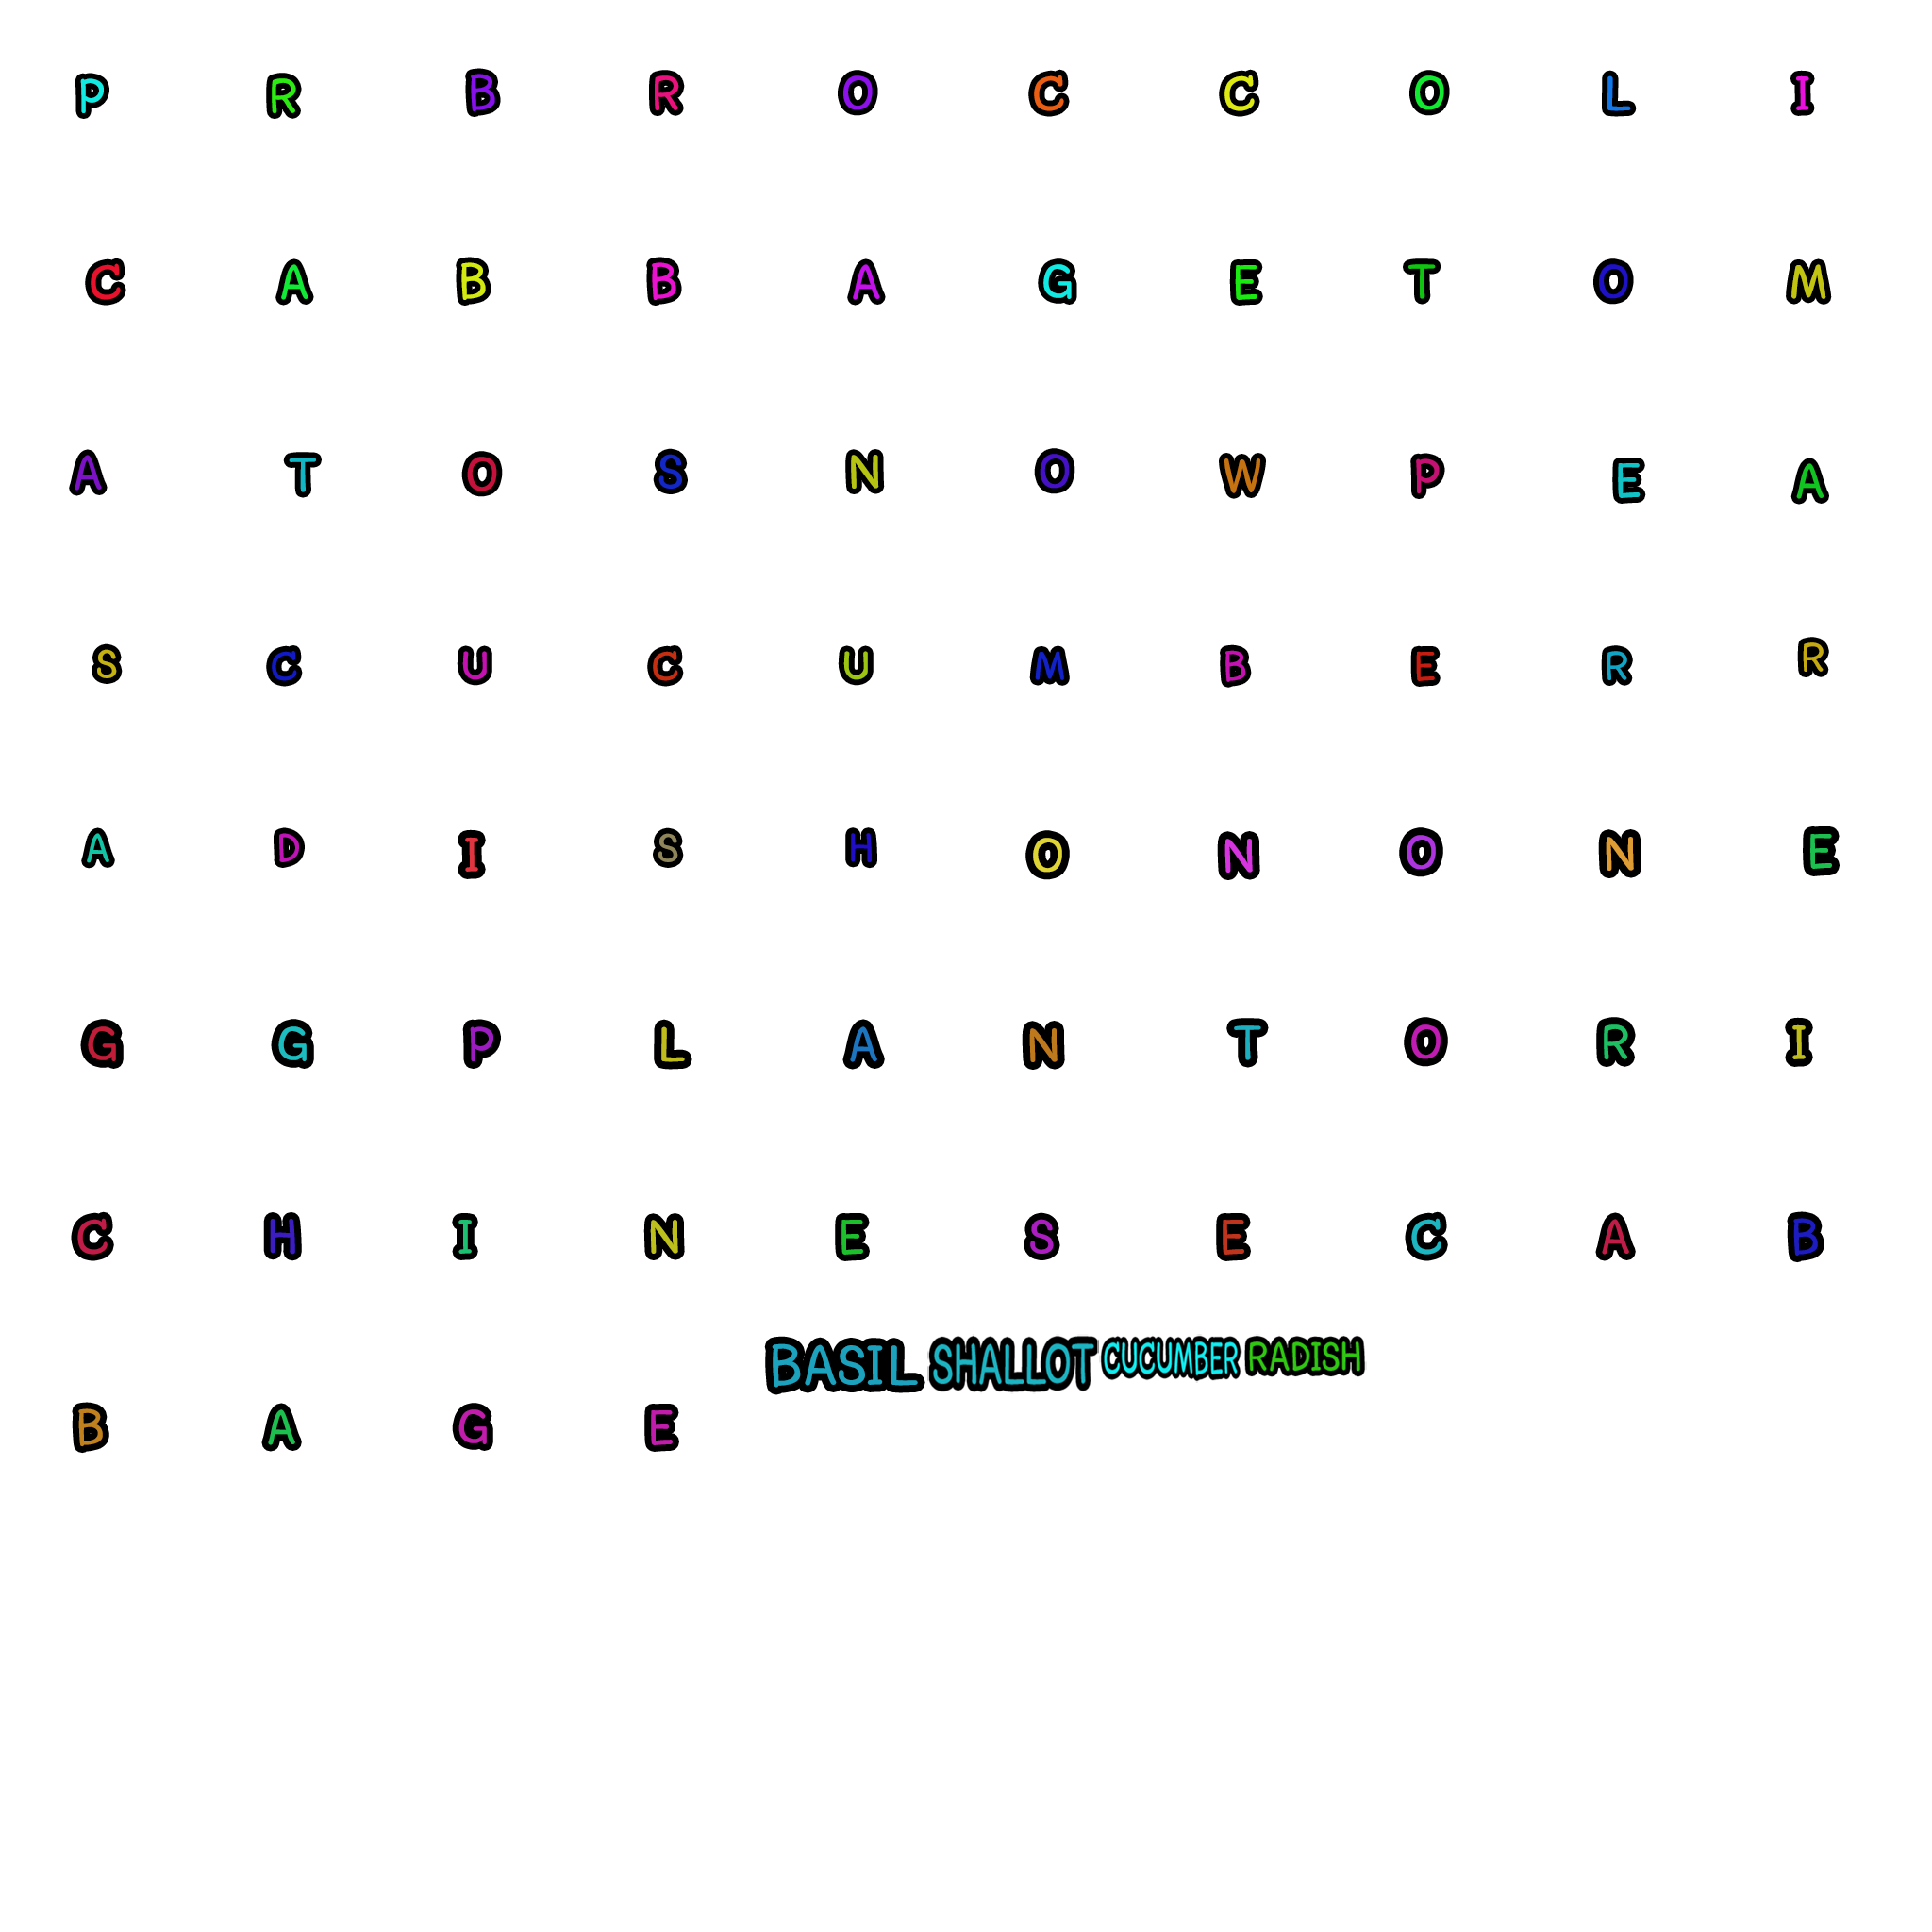 P R B R O C C O L I
C A B B A G E T O M
A T O S N O W P E A
S C U C U M B E R R
A D I S H O N O N E
G G P L A N T O R I
C H I N E S E C A B
BASIL SHALLOT CUCUMBER RADISH
B A G E